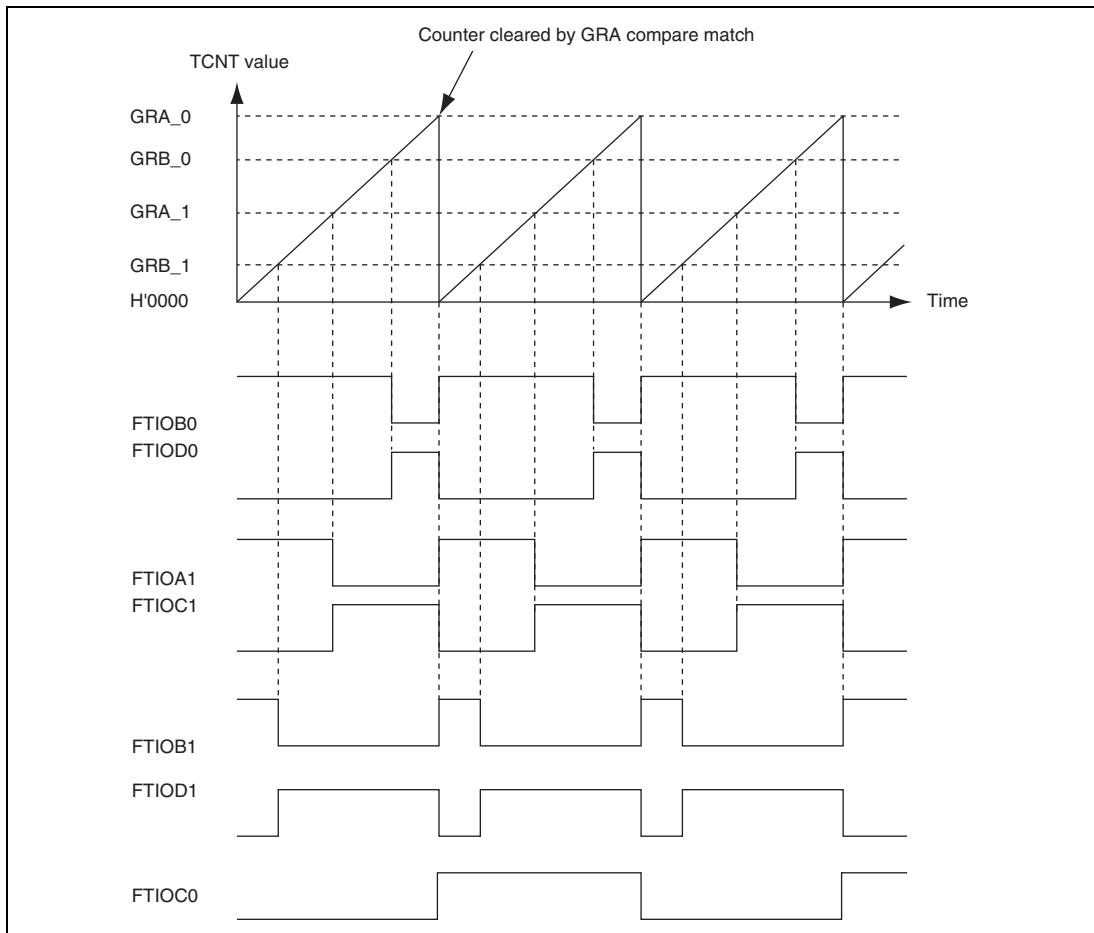 Counter cleared by GRA compare match
TCNT value
GRA_0
GRB_0
GRA_1
GRB_1
H'0000
Time
FTIOB0
FTIOD0
FTIOA1
FTIOC1
FTIOB1
FTIOD1
FTIOC0